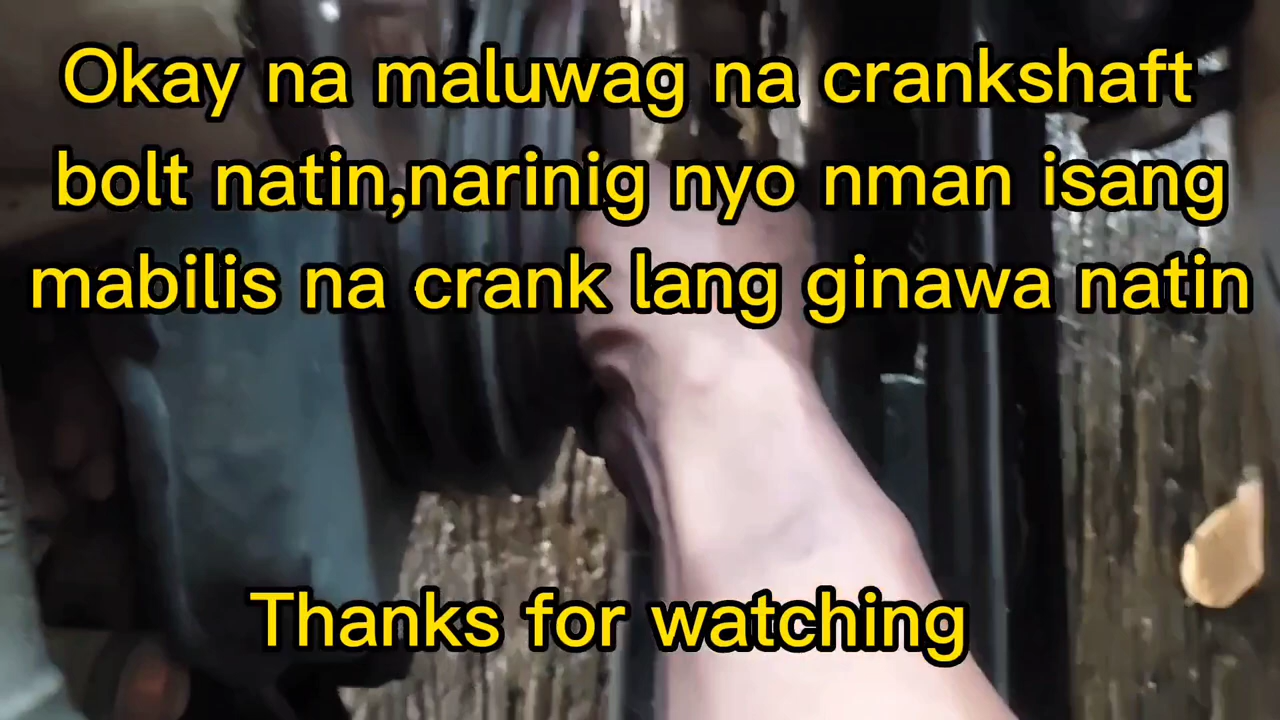 Okay na maluwag na crankshaft
bolt natin,narinig nyo nman isang
mabilis na crank lang ginawa natin
Thanks for watching